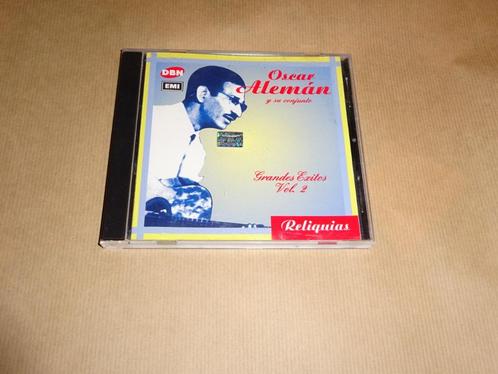 DBN
EMI
Oscar
Alemán
y su conjunto
Grandes Exitos
Vol. 2
Reliquias